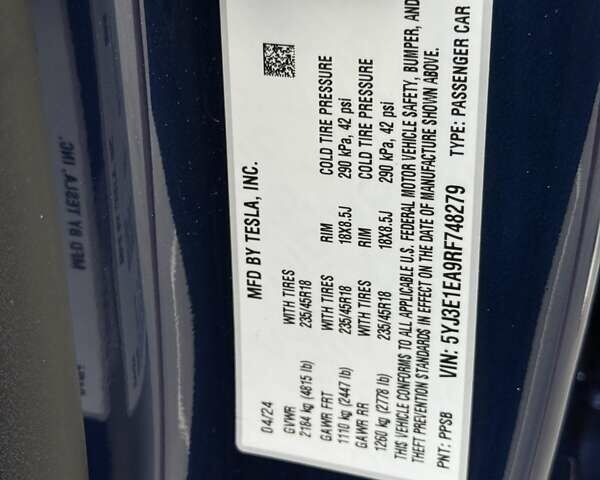 MFD BY TESLA, INC.
04/24
GVWR WITH TIRES
2184 kg (4815 lb) 235/45R18
GAWR FRT WITH TIRES RIM COLD TIRE PRESSURE
1110 kg (2447 lb) 235/45R18 18X8.5J 290 kPa, 42 psi
GAWR RR WITH TIRES RIM COLD TIRE PRESSURE
1260 kg (2778 lb) 235/45R18 18X8.5J 290 kPa, 42 psi
THIS VEHICLE CONFORMS TO ALL APPLICABLE U.S. FEDERAL MOTOR VEHICLE SAFETY, BUMPER, AND
THEFT PREVENTION STANDARDS IN EFFECT ON THE DATE OF MANUFACTURE SHOWN ABOVE.
PNT: PPSB VIN: 5YJ3E1EA9RF748279 TYPE: PASSENGER CAR
MFD BY TESLA, INC.